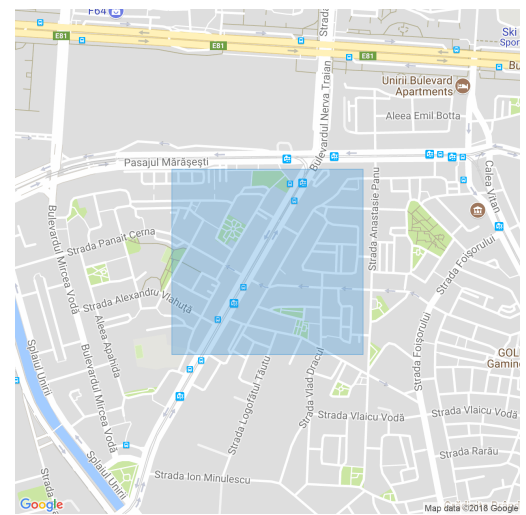 F64
Strada
E81
E81
E81
Ski
Spor
Bu
Unirii Bulevard
Apartments
Aleea Emil Botta
Bulevardul Nerva Traian
Pasajul Mărășești
Calea Vitan
Strada Anastasie Panu
Bulevardul Mircea Vodă
Strada Panait Cerna
Strada Foișorului
Strada Alexandru Vlahuță
Aleea Apahida
Splaiul Unirii
Bulevardul Mircea Vodă
Strada Logofătul Tăutu
Strada Vlad Dracul
Strada Foișorului
GOL
Gamin
Strada Vlaicu Vodă
Strada Vlaicu Vodă
Strada Rarău
Splaiul Unirii
Strada Ion Minulescu
Google
Map data ©2018 Google